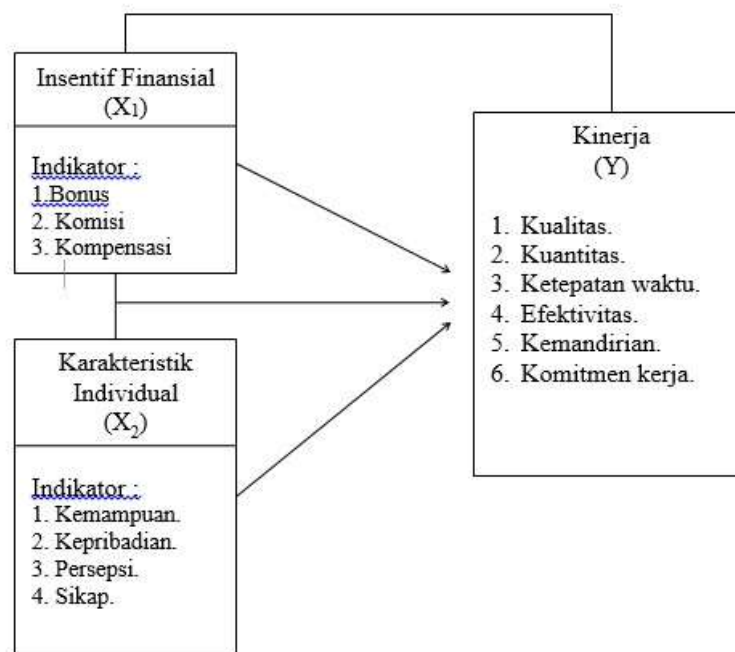 Insentif Finansial
(X₁)
Indikator :
1.Bonus
2. Komisi
3. Kompensasi
Karakteristik
Individual
(X₂)
Indikator :
1. Kemampuan.
2. Kepribadian.
3. Persepsi.
4. Sikap.
Kinerja
(Y)
1. Kualitas.
2. Kuantitas.
3. Ketepatan waktu.
4. Efektivitas.
5. Kemandirian.
6. Komitmen kerja.